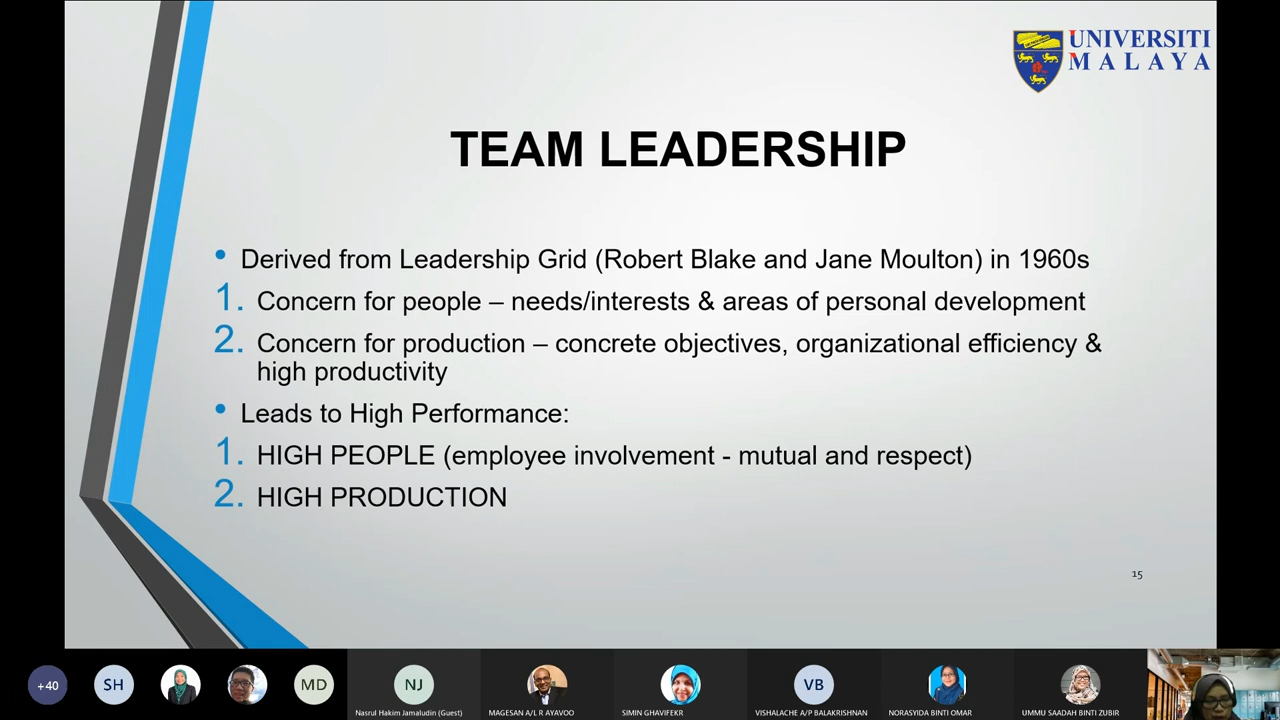 UNIVERSITI
MALAYA
TEAM LEADERSHIP
• Derived from Leadership Grid (Robert Blake and Jane Moulton) in 1960s
1. Concern for people – needs/interests & areas of personal development
2. Concern for production – concrete objectives, organizational efficiency &
high productivity
• Leads to High Performance:
1. HIGH PEOPLE (employee involvement - mutual and respect)
2. HIGH PRODUCTION
15
+40
SH
MD
NJ
VB
Nasrul Hakim Jamaludin (Guest)
MAGESAN A/L R AYAVOO
SIMIN GHAVIFEKR
VISHALACHE A/P BALAKRISHNAN
NORASYIDA BINTI OMAR
UMMU SAADAH BINTI ZUBIR